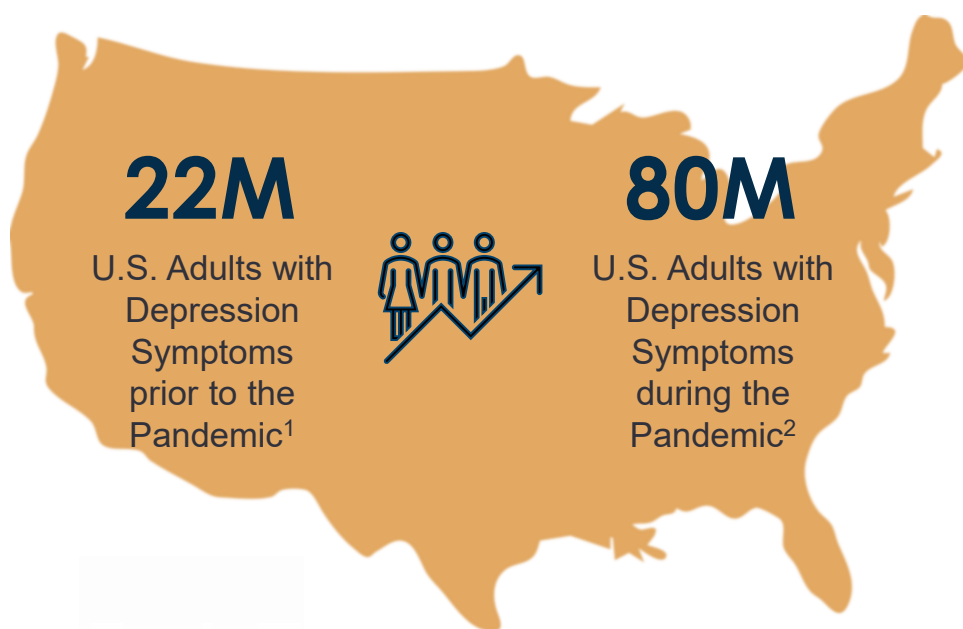 22M
U.S. Adults with
Depression
Symptoms
prior to the
Pandemic¹
80M
U.S. Adults with
Depression
Symptoms
during the
Pandemic²